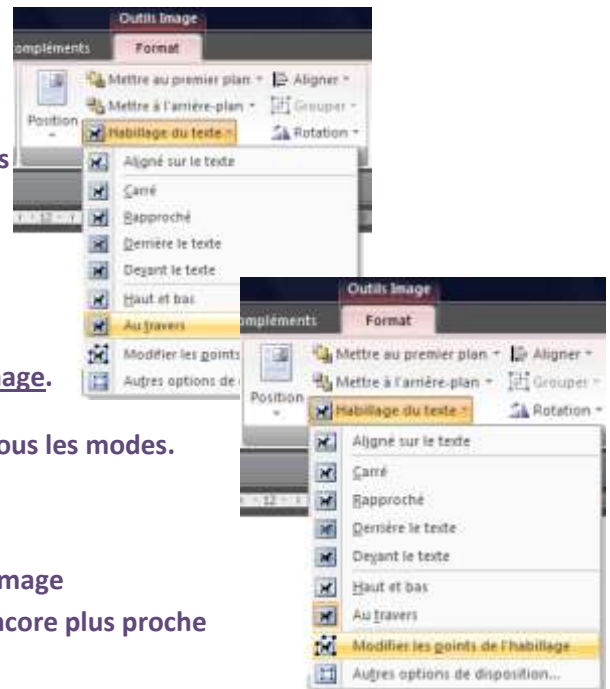 Outils Image
ompléments Format
Mettre au premier plan Aligner
Mettre à l'arrière-plan Grouper
Position
Habillage du texte Rotation
s
Aligné sur le texte
Carré
Rapproché
Derrière le texte
Devant le texte
Haut et bas
Au travers
Modifier les points
Autres options de
12
Outils Image
ompléments Format
Mettre au premier plan Aligner
Mettre à l'arrière-plan Grouper
Position
Habillage du texte Rotation
nage.
Aligné sur le texte
ous les modes.
Carré
Rapproché
12
Derrière le texte
Devant le texte
Haut et bas
mage
Au travers
ncore plus proche
Modifier les points de l'habillage
Autres options de disposition...